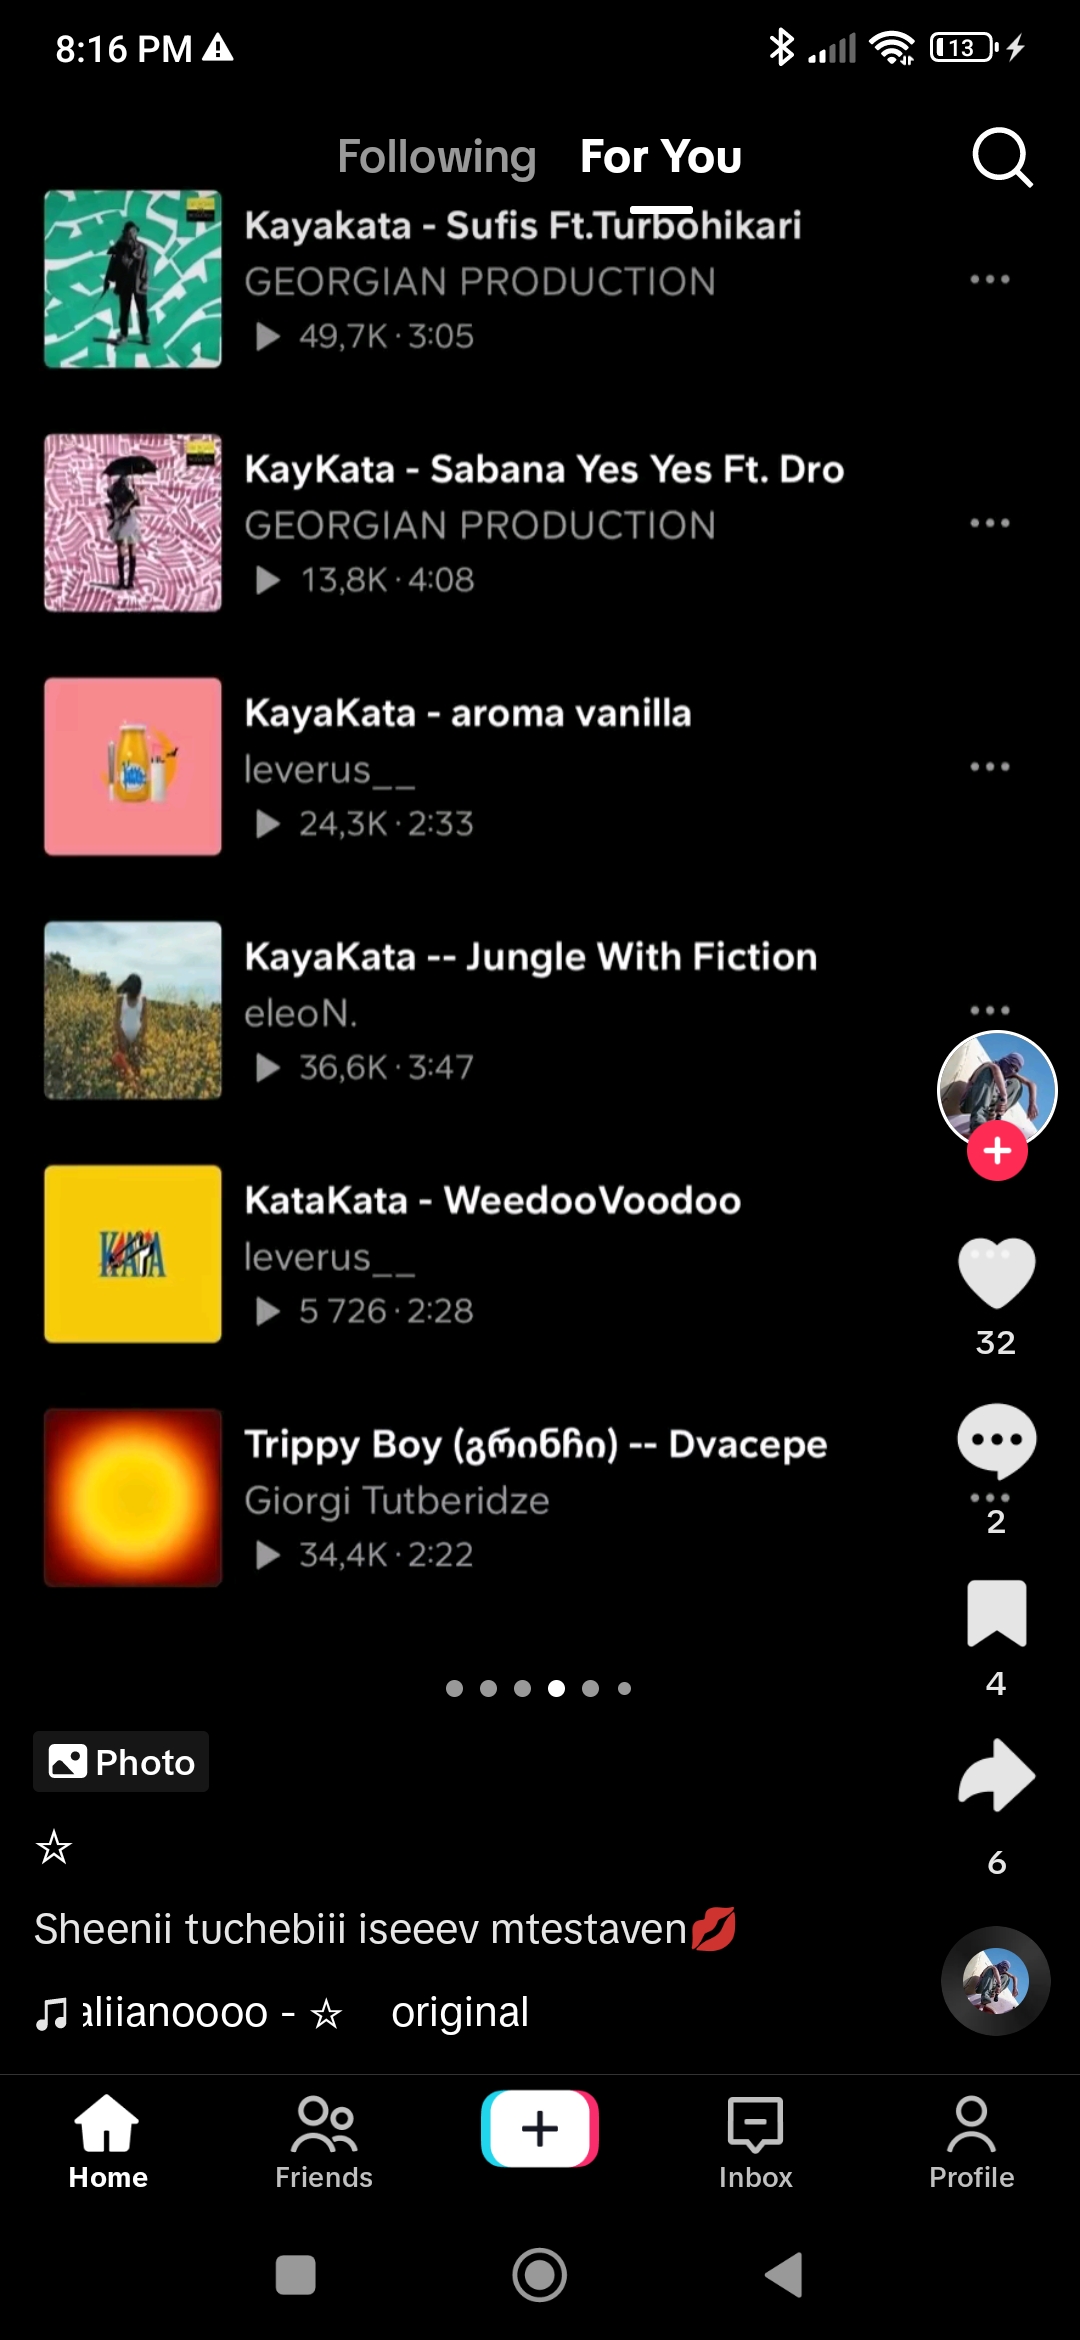 8:16 PM
13
Following For You
Kayakata - Sufis Ft.Turbohikari
GEORGIAN PRODUCTION
49,7K · 3:05
KayKata - Sabana Yes Yes Ft. Dro
GEORGIAN PRODUCTION
13,8K · 4:08
KayaKata - aroma vanilla
leverus__
24,3K · 2:33
KayaKata -- Jungle With Fiction
eleoN.
36,6K · 3:47
KataKata - WeedooVoodoo
leverus__
5 726 · 2:28
KAYA
32
Trippy Boy (გრინჩი) -- Dvacepe
Giorgi Tutberidze
34,4K · 2:22
2
4
Photo
☆
6
Sheenii tuchebiii iseeev mtestaven💋
aliianoooo - ☆ original
Home Friends Inbox Profile